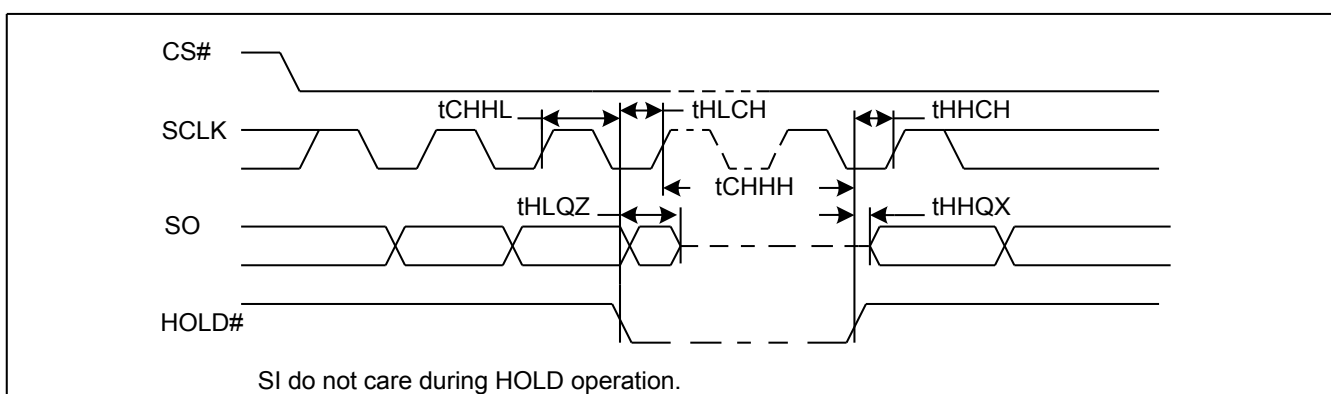 CS#
tCHHL
tHLCH
tHHCH
SCLK
tCHHH
tHLQZ
tHHQX
SO
HOLD#
SI do not care during HOLD operation.